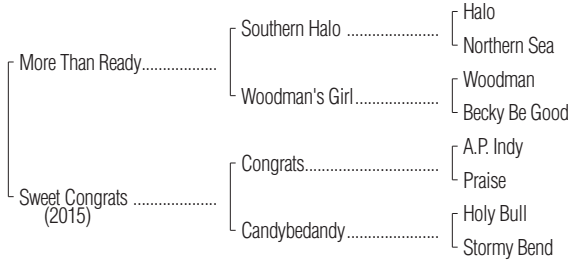 Halo
Southern Halo ....................
Northern Sea
More Than Ready................
Woodman
Woodman's Girl..................
Becky Be Good
A.P. Indy
Congrats.............................
Praise
Sweet Congrats ..................
(2015)
Holy Bull
Candybedandy....................
Stormy Bend